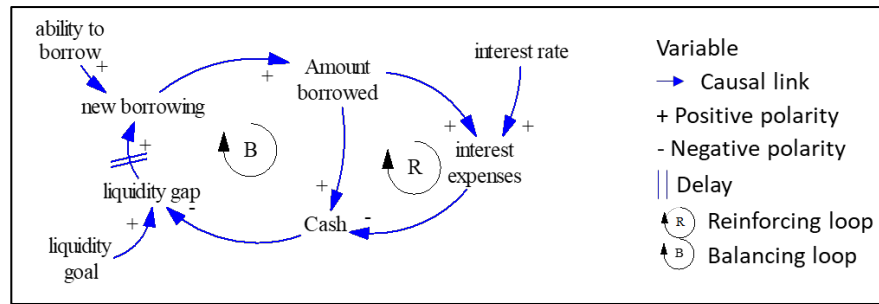 ability to
borrow
+
new borrowing
+
Amount
borrowed
interest rate
+
+
interest
expenses
B
R
+
liquidity gap
-
+
Cash
-
+
liquidity
goal
Variable
Causal link
+ Positive polarity
- Negative polarity
|| Delay
R Reinforcing loop
B Balancing loop